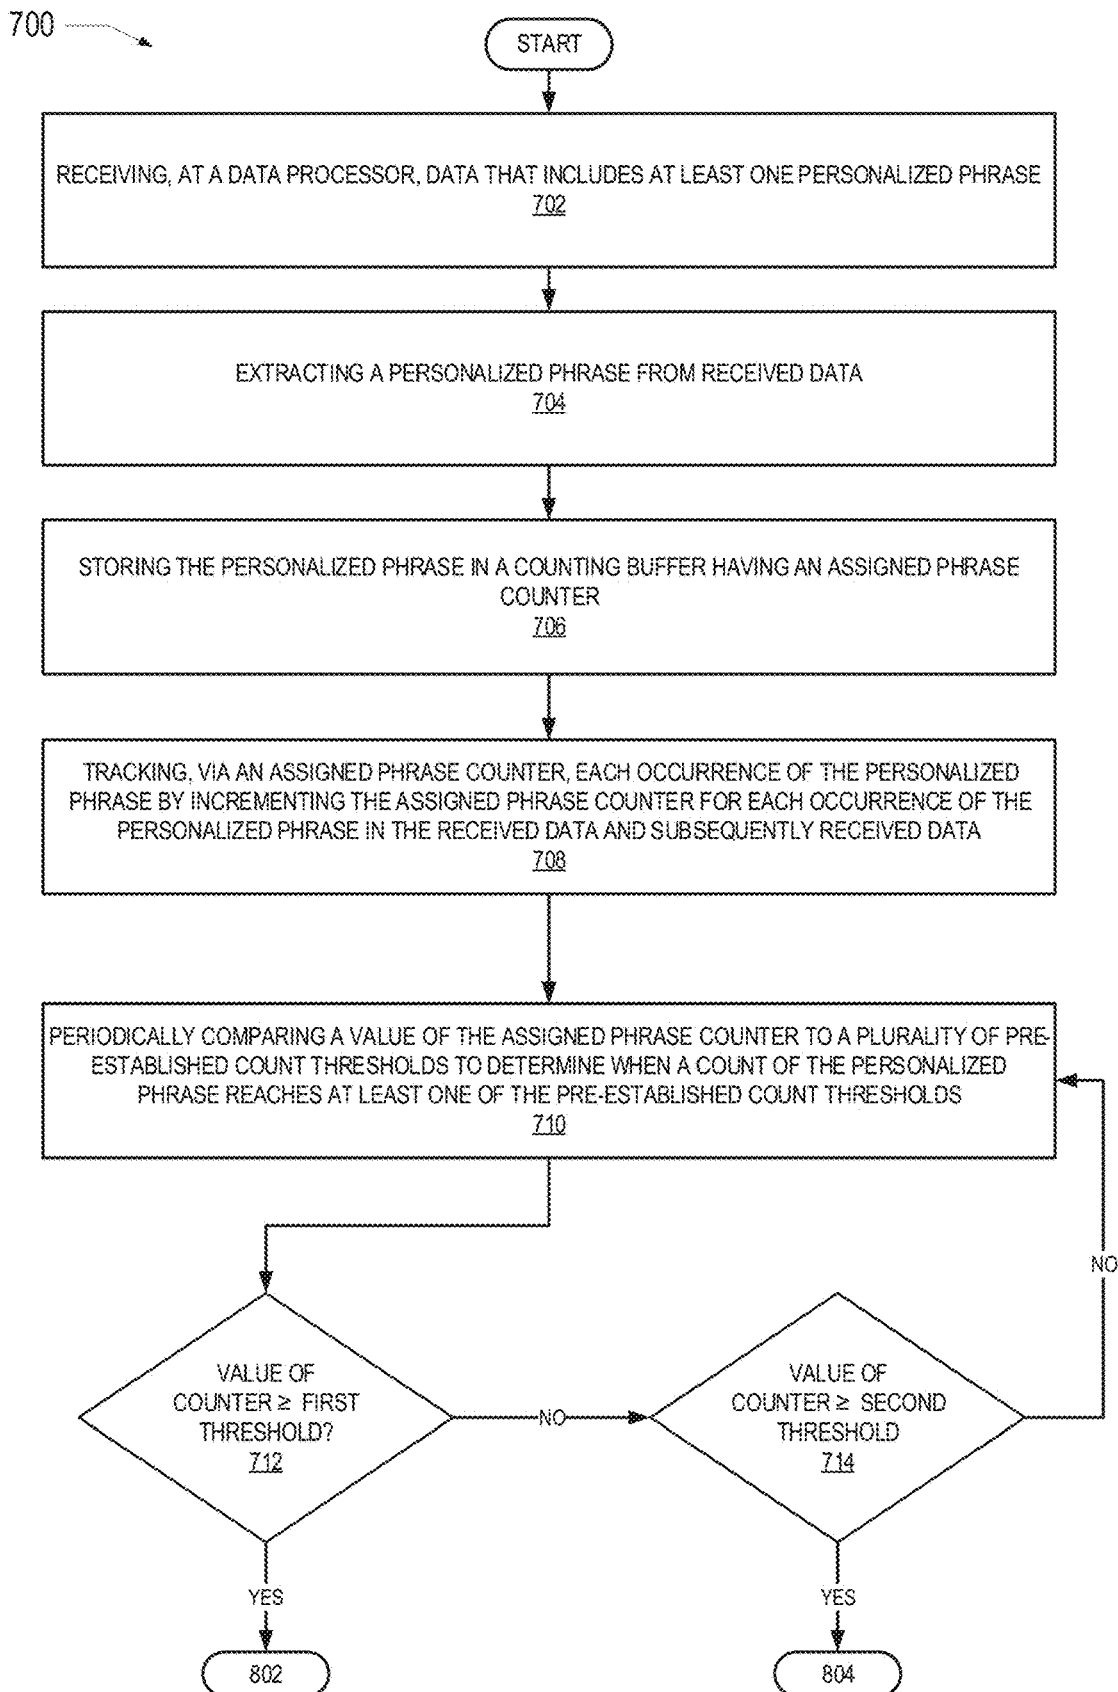 700
START
RECEIVING, AT A DATA PROCESSOR, DATA THAT INCLUDES AT LEAST ONE PERSONALIZED PHRASE
702
EXTRACTING A PERSONALIZED PHRASE FROM RECEIVED DATA
704
STORING THE PERSONALIZED PHRASE IN A COUNTING BUFFER HAVING AN ASSIGNED PHRASE
COUNTER
706
TRACKING, VIA AN ASSIGNED PHRASE COUNTER, EACH OCCURRENCE OF THE PERSONALIZED
PHRASE BY INCREMENTING THE ASSIGNED PHRASE COUNTER FOR EACH OCCURRENCE OF THE
PERSONALIZED PHRASE IN THE RECEIVED DATA AND SUBSEQUENTLY RECEIVED DATA
708
PERIODICALLY COMPARING A VALUE OF THE ASSIGNED PHRASE COUNTER TO A PLURALITY OF PRE-
ESTABLISHED COUNT THRESHOLDS TO DETERMINE WHEN A COUNT OF THE PERSONALIZED
PHRASE REACHES AT LEAST ONE OF THE PRE-ESTABLISHED COUNT THRESHOLDS
710
NO
VALUE OF
COUNTER ≥ FIRST
THRESHOLD?
712
NO
VALUE OF
COUNTER ≥ SECOND
THRESHOLD
714
YES
YES
802
804